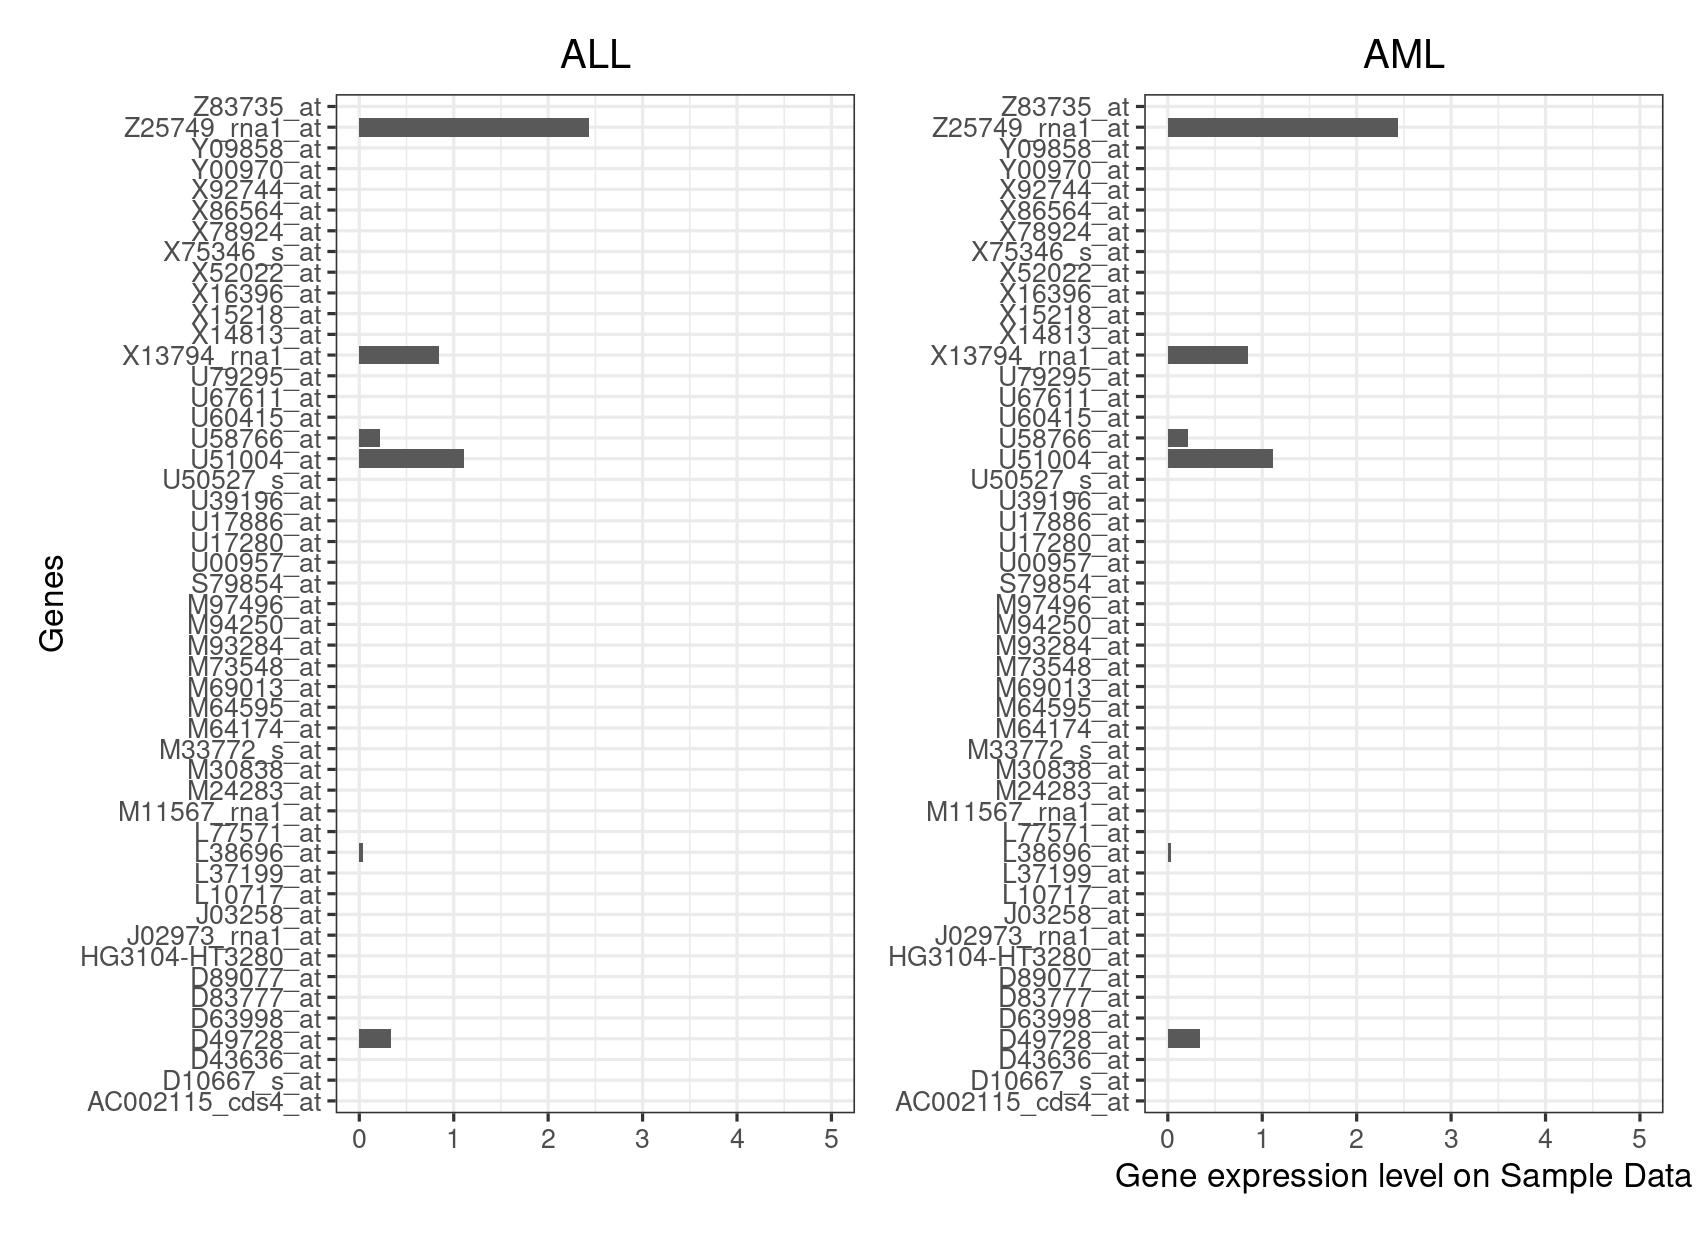 ALL
Z83735_at
Z25749_rna1_at
Y09858_at
Y00970_at
X92744_at
X86564_at
X78924_at
X75346_s_at
X52022_at
X16396_at
X15218_at
X14813_at
X13794_rna1_at
U79295_at
U67611_at
U60415_at
U58766_at
U51004_at
U50527_s_at
U39196_at
U17886_at
U17280_at
U00957_at
S79854_at
M97496_at
M94250_at
M93284_at
M73548_at
M69013_at
M64595_at
M64174_at
M33772_s_at
M30838_at
M24283_at
M11567_rna1_at
L77571_at
L38696_at
L37199_at
L10717_at
J03258_at
J02973_rna1_at
HG3104-HT3280_at
D89077_at
D83777_at
D63998_at
D49728_at
D43636_at
D10667_s_at
AC002115_cds4_at
0 1 2 3 4 5
Genes
AML
Z83735_at
Z25749_rna1_at
Y09858_at
Y00970_at
X92744_at
X86564_at
X78924_at
X75346_s_at
X52022_at
X16396_at
X15218_at
X14813_at
X13794_rna1_at
U79295_at
U67611_at
U60415_at
U58766_at
U51004_at
U50527_s_at
U39196_at
U17886_at
U17280_at
U00957_at
S79854_at
M97496_at
M94250_at
M93284_at
M73548_at
M69013_at
M64595_at
M64174_at
M33772_s_at
M30838_at
M24283_at
M11567_rna1_at
L77571_at
L38696_at
L37199_at
L10717_at
J03258_at
J02973_rna1_at
HG3104-HT3280_at
D89077_at
D83777_at
D63998_at
D49728_at
D43636_at
D10667_s_at
AC002115_cds4_at
0 1 2 3 4 5
Gene expression level on Sample Data